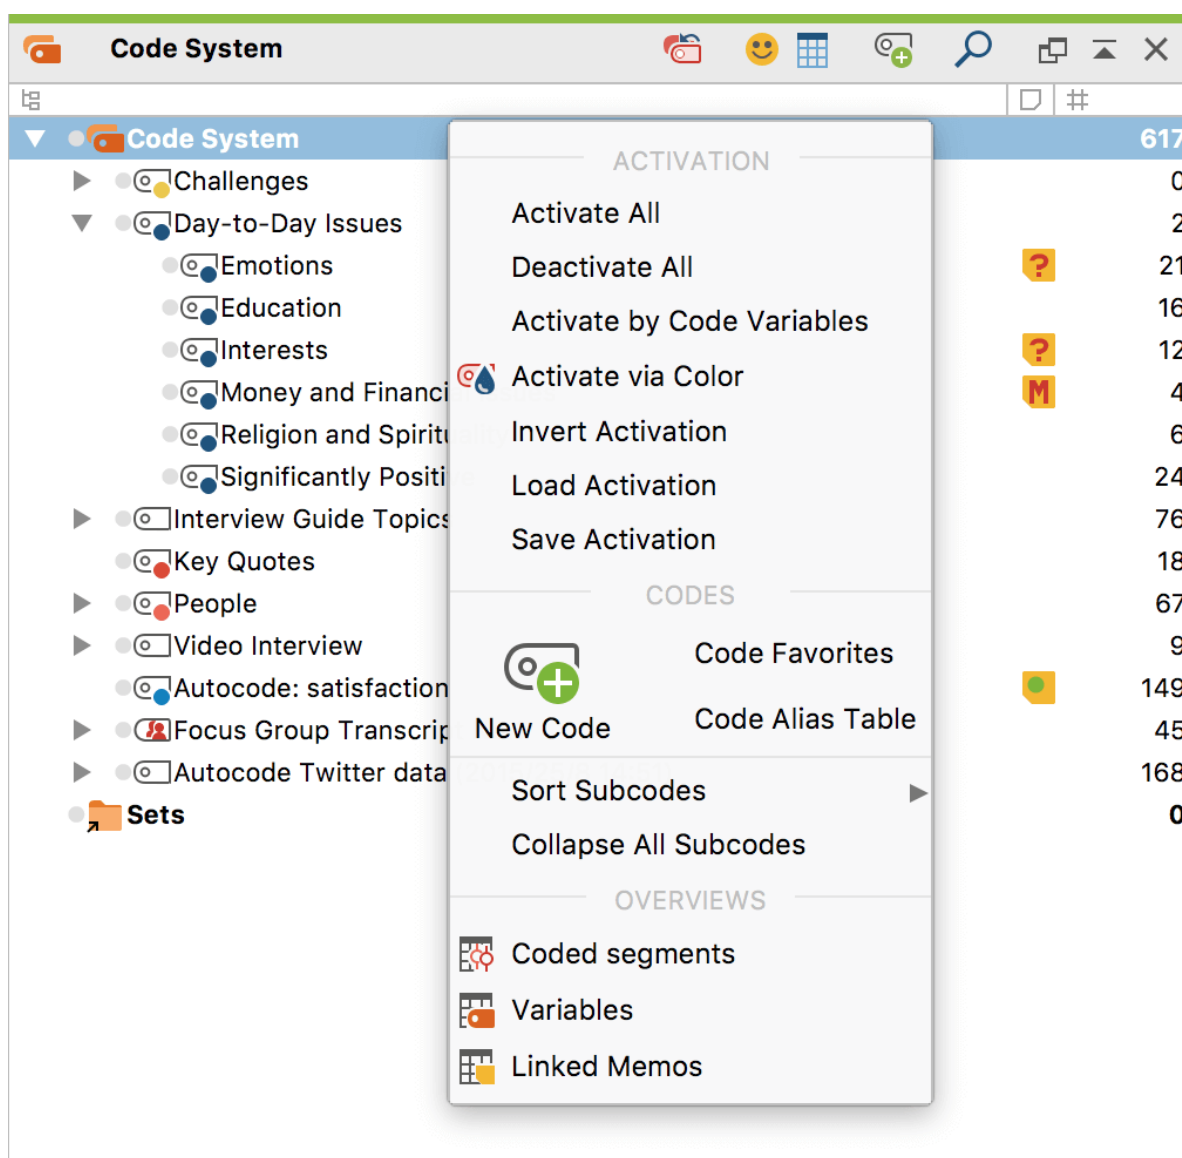 Code System
Code System 617
Challenges 0
Day-to-Day Issues 2
Emotions ? 21
Education 16
Interests ? 12
Money and Financi M 4
Religion and Spiritu 6
Significantly Positi 24
Interview Guide Topics 76
Key Quotes 18
People 67
Video Interview 9
Autocode: satisfaction 149
Focus Group Transcrip 45
Autocode Twitter data 168
Sets 0
ACTIVATION
Activate All
Deactivate All
Activate by Code Variables
Activate via Color
Invert Activation
Load Activation
Save Activation
CODES
New Code
Code Favorites
Code Alias Table
Sort Subcodes
Collapse All Subcodes
OVERVIEWS
Coded segments
Variables
Linked Memos